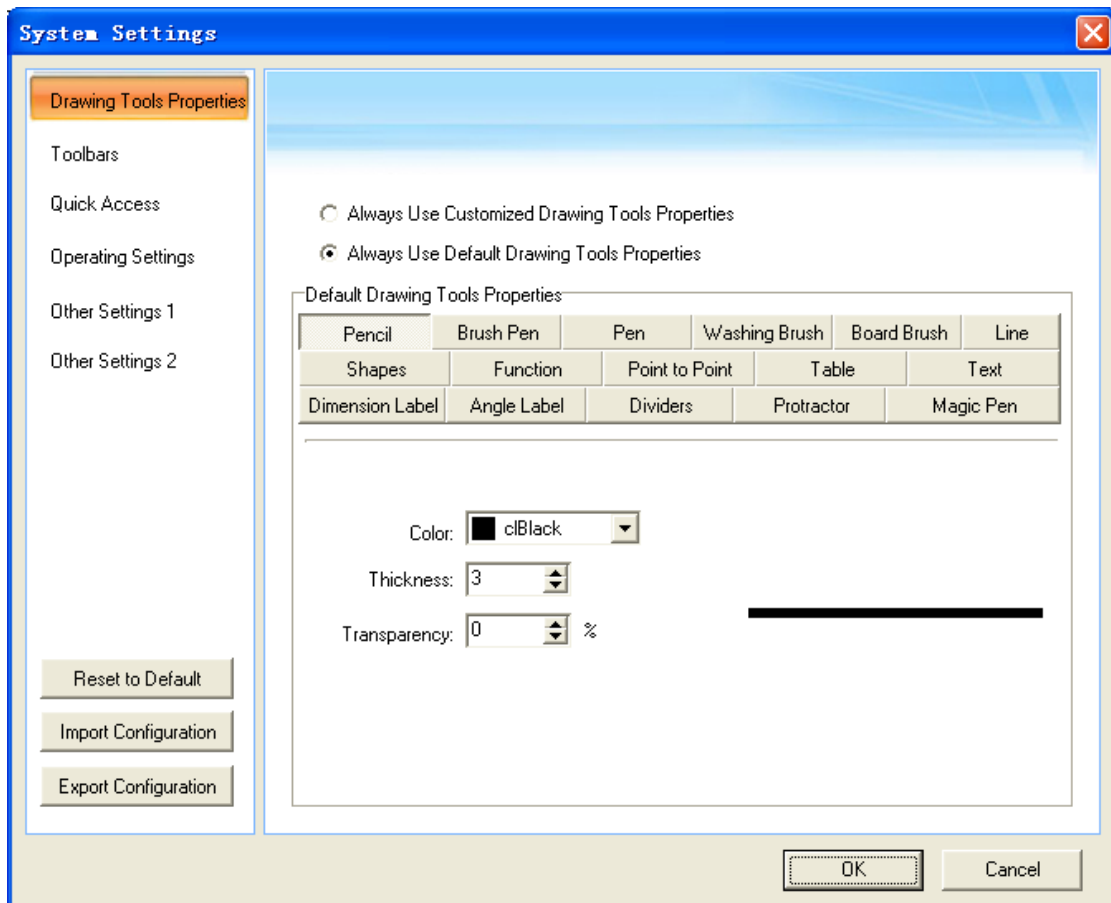 System Settings
Drawing Tools Properties
Toolbars
Quick Access
Operating Settings
Other Settings 1
Other Settings 2
Reset to Default
Import Configuration
Export Configuration
Always Use Customized Drawing Tools Properties
Always Use Default Drawing Tools Properties
Default Drawing Tools Properties
Pencil Brush Pen Pen Washing Brush Board Brush Line
Shapes Function Point to Point Table Text
Dimension Label Angle Label Dividers Protractor Magic Pen
Color: clBlack
Thickness: 3
Transparency: 0 %
OK Cancel